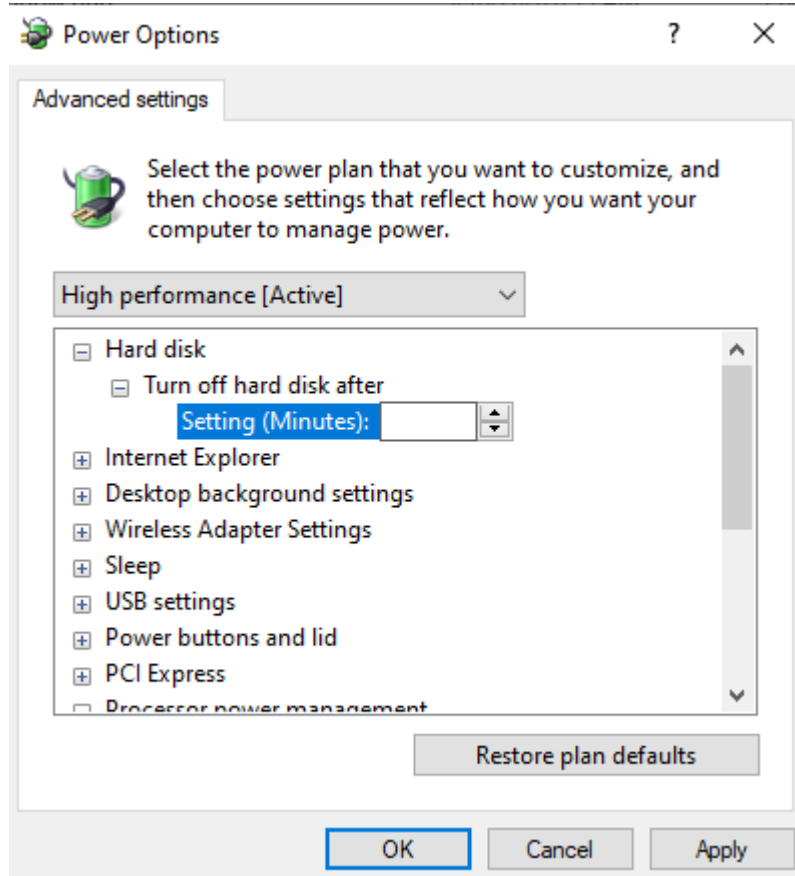 Power Options
?
Advanced settings
Select the power plan that you want to customize, and
then choose settings that reflect how you want your
computer to manage power.
High performance [Active]
Hard disk
Turn off hard disk after
Setting (Minutes):
Internet Explorer
Desktop background settings
Wireless Adapter Settings
Sleep
USB settings
Power buttons and lid
PCI Express
Processor power management
Restore plan defaults
OK
Cancel
Apply